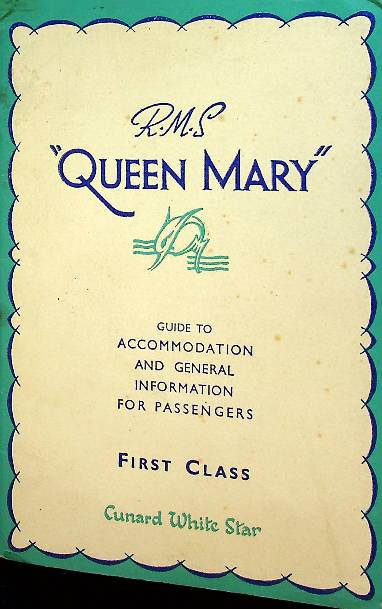 R.M.S
"QUEEN MARY"
GUIDE TO
ACCOMMODATION
AND GENERAL
INFORMATION
FOR PASSENGERS
FIRST CLASS
Cunard White Star